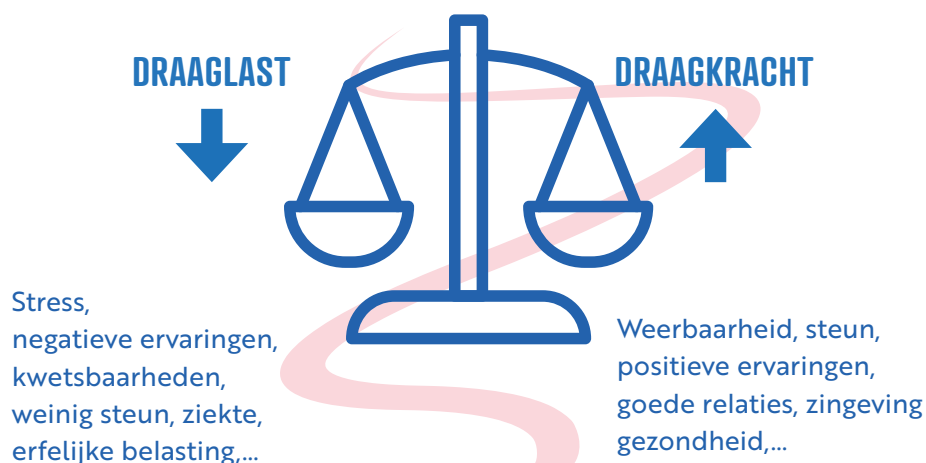 DRAAGLAST
DRAAGKRACHT
Stress,
negatieve ervaringen,
kwetsbaarheden,
weinig steun, ziekte,
erfelijke belasting,...
Weerbaarheid, steun,
positieve ervaringen,
goede relaties, zingeving
gezondheid,...